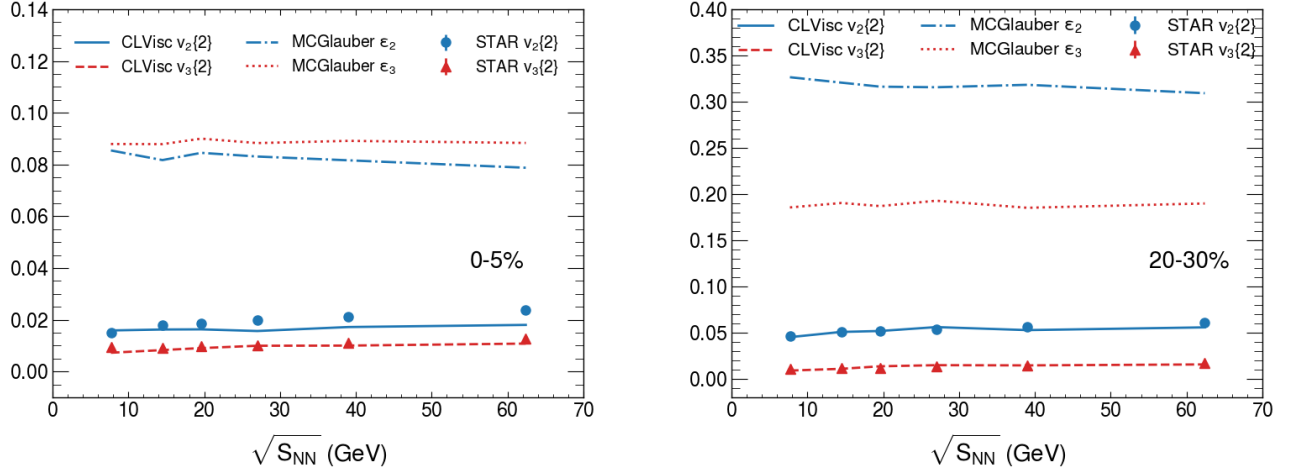 0.14
0.12
0.10
0.08
0.06
0.04
0.02
0.00
CLVisc v2{2} MCGlauber ε2 STAR v2{2}
CLVisc v3{2} MCGlauber ε3 STAR v3{2}
0-5%
0 10 20 30 40 50 60 70
√SNN (GeV)
0.40
0.35
0.30
0.25
0.20
0.15
0.10
0.05
0.00
CLVisc v2{2} MCGlauber ε2 STAR v2{2}
CLVisc v3{2} MCGlauber ε3 STAR v3{2}
20-30%
0 10 20 30 40 50 60 70
√SNN (GeV)